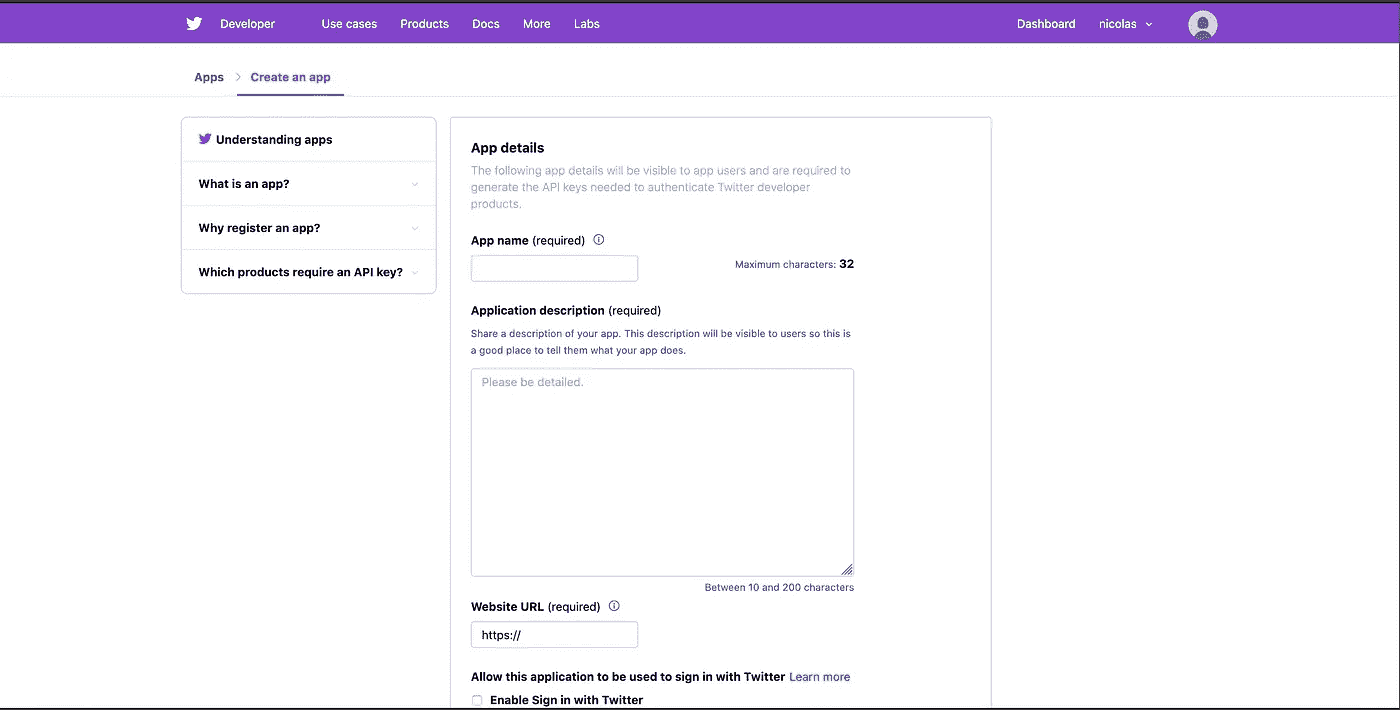 Developer
Use cases
Products
Docs
More
Labs
Dashboard
nicolas
Apps
Create an app
Understanding apps
What is an app?
Why register an app?
Which products require an API key?
App details
The following app details will be visible to app users and are required to
generate the API keys needed to authenticate Twitter developer
products.
App name (required)
Maximum characters: 32
Application description (required)
Share a description of your app. This description will be visible to users so this is
a good place to tell them what your app does.
Please be detailed.
Between 10 and 200 characters
Website URL (required)
https://
Allow this application to be used to sign in with Twitter Learn more
Enable Sign in with Twitter